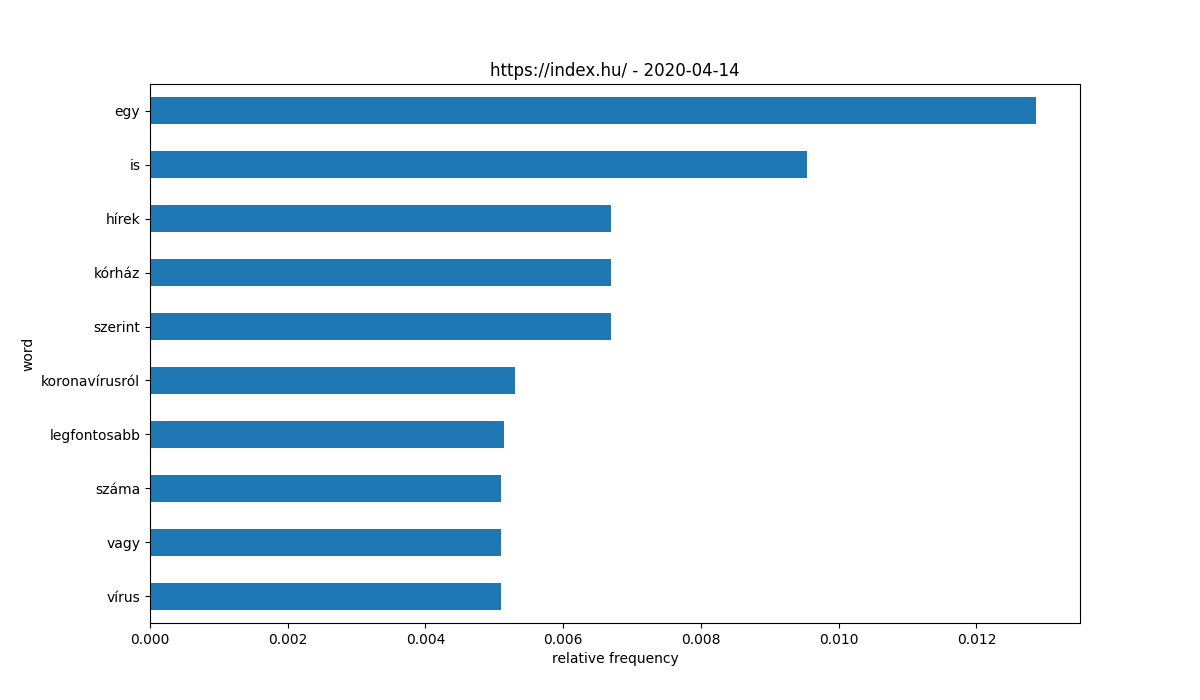 https://index.hu/ - 2020-04-14
egy
is
hírek
kórház
szerint
koronavírusról
legfontosabb
száma
vagy
vírus
word
0.000 0.002 0.004 0.006 0.008 0.010 0.012
relative frequency